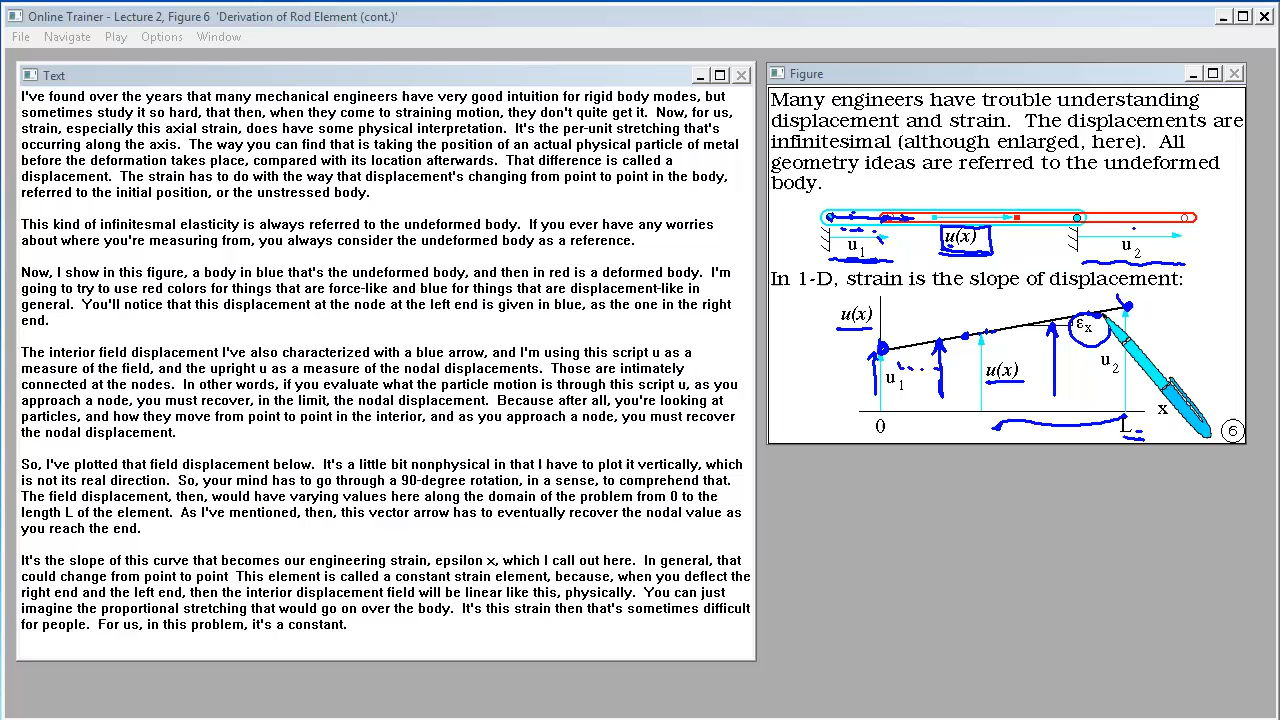 Online Trainer - Lecture 2, Figure 6 'Derivation of Rod Element (cont.)'
File Navigate Play Options Window
Text
I've found over the years that many mechanical engineers have very good intuition for rigid body modes, but
sometimes study it so hard, that then, when they come to straining motion, they don't quite get it. Now, for us,
strain, especially this axial strain, does have some physical interpretation. It's the per-unit stretching that's
occurring along the axis. The way you can find that is taking the position of an actual physical particle of metal
before the deformation takes place, compared with its location afterwards. That difference is called a
displacement. The strain has to do with the way that displacement's changing from point to point in the body,
referred to the initial position, or the unstressed body.
This kind of infinitesimal elasticity is always referred to the undeformed body. If you ever have any worries
about where you're measuring from, you always consider the undeformed body as a reference.
Now, I show in this figure, a body in blue that's the undeformed body, and then in red is a deformed body. I'm
going to try to use red colors for things that are force-like and blue for things that are displacement-like in
general. You'll notice that this displacement at the node at the left end is given in blue, as the one in the right
end.
The interior field displacement I've also characterized with a blue arrow, and I'm using this script u as a
measure of the field, and the upright u as a measure of the nodal displacements. Those are intimately
connected at the nodes. In other words, if you evaluate what the particle motion is through this script u, as you
approach a node, you must recover, in the limit, the nodal displacement. Because after all, you're looking at
particles, and how they move from point to point in the interior, and as you approach a node, you must recover
the nodal displacement.
So, I've plotted that field displacement below. It's a little bit nonphysical in that I have to plot it vertically, which
is not its real direction. So, your mind has to go through a 90-degree rotation, in a sense, to comprehend that.
The field displacement, then, would have varying values here along the domain of the problem from 0 to the
length L of the element. As I've mentioned, then, this vector arrow has to eventually recover the nodal value as
you reach the end.
It's the slope of this curve that becomes our engineering strain, epsilon x, which I call out here. In general, that
could change from point to point This element is called a constant strain element, because, when you deflect the
right end and the left end, then the interior displacement field will be linear like this, physically. You can just
imagine the proportional stretching that would go on over the body. It's this strain then that's sometimes difficult
for people. For us, in this problem, it's a constant.
Figure
Many engineers have trouble understanding
displacement and strain. The displacements are
infinitesimal (although enlarged, here). All
geometry ideas are referred to the undeformed
body.
u1 u(x) u2
In 1-D, strain is the slope of displacement:
u(x) εx
u1 u(x) u2
x
0 L
6